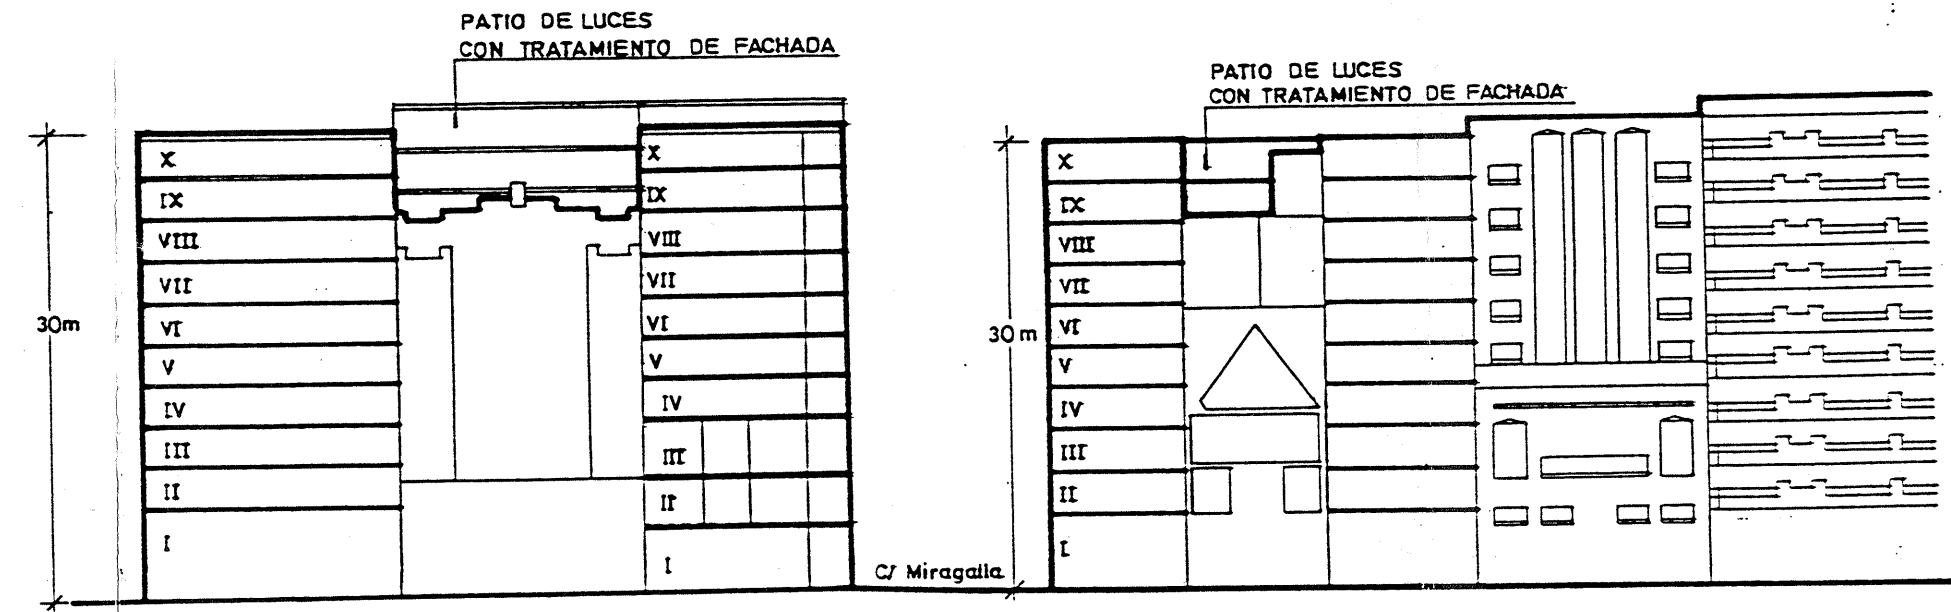 PATIO DE LUCES
CON TRATAMIENTO DE FACHADA
X
IX
VIII
VII
VI
V
IV
III
II
I
30m
X
IX
VIII
VII
VI
V
IV
III
II
I
C/ Miragalla
PATIO DE LUCES
CON TRATAMIENTO DE FACHADA
30m
X
IX
VIII
VII
VI
V
IV
III
II
I